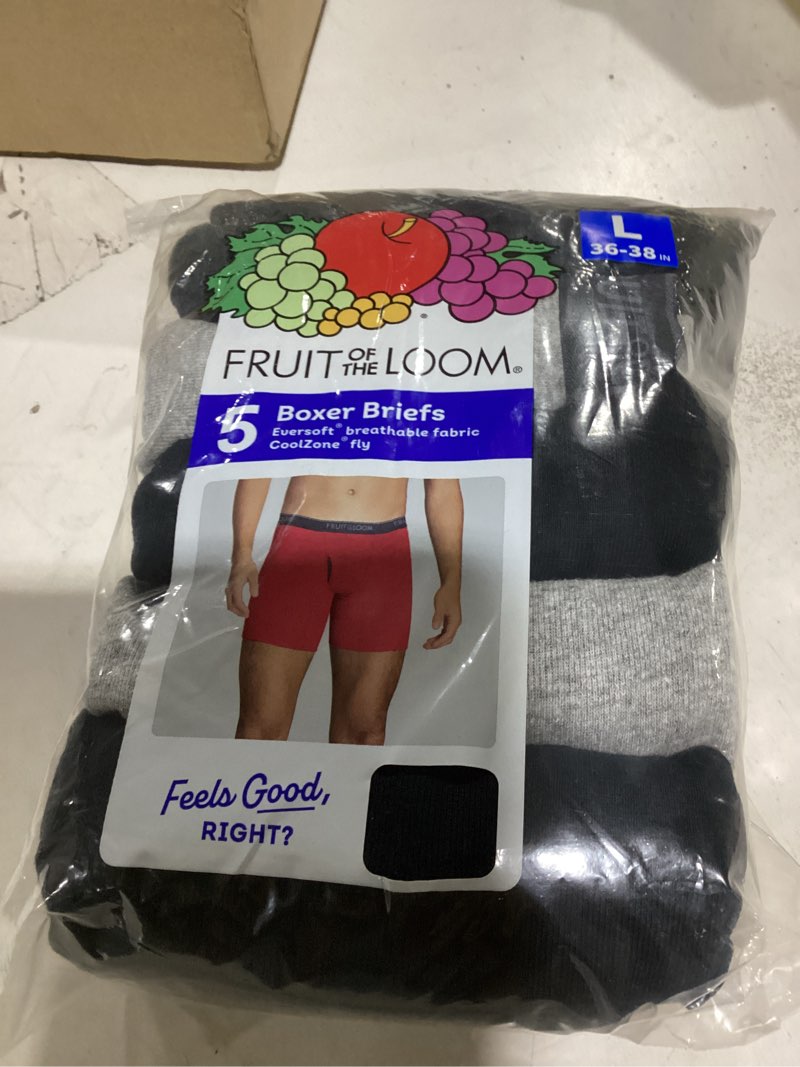 L
36-38 IN
FRUIT OF THE LOOM®
5 Boxer Briefs
Eversoft® breathable fabric
CoolZone® fly
FRUIT OF THE LOOM
Feels Good,
RIGHT?